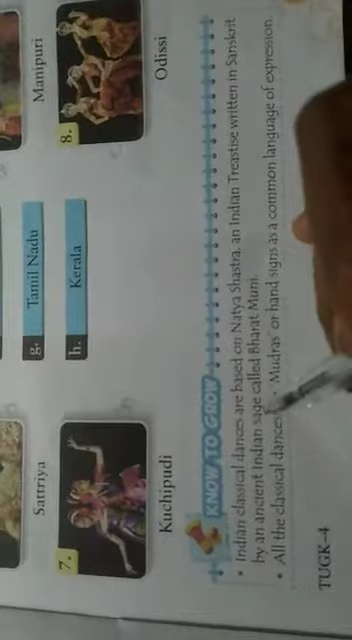 Sattriya
g. Tamil Nadu
Manipuri
7.
h. Kerala
8.
Kuchipudi
Odissi
KNOW TO GROW
• Indian classical dances are based on Natya Shastra, an Indian Treastise written in Sanskrit
by an ancient Indian sage called Bharat Muni.
• All the classical dances 'Mudras' or hand signs as a common language of expression.
TUGK-4